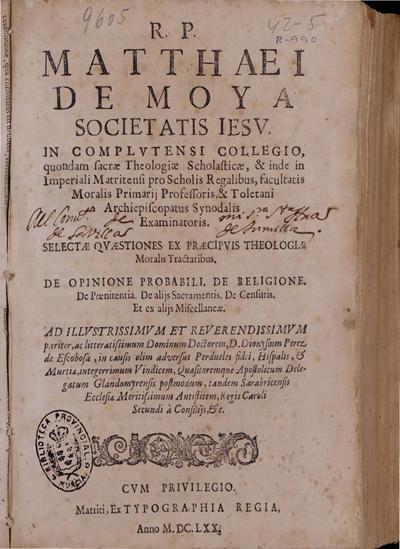 9605
42-5
R-990
R. P.
MATTHAEI
DE MOYA
SOCIETATIS IESV.
IN COMPLVTENSI COLLEGIO,
quondam sacræ Theologiæ Scholasticæ, & inde in
Imperiali Matritensi pro Scholis Regalibus, facultatis
Moralis Primarij Professoris, & Toletani
Archiepiscopatus Synodalis
Examinatoris.
SELECTÆ QVÆSTIONES EX PRÆCIPVIS THEOLOGIÆ
Moralis Tractatibus.
DE OPINIONE PROBABILI. DE RELIGIONE.
De Pœnitentia. De alijs Sacramentis. De Censuris.
Et ex alijs Miscellaneæ.
AD ILLVSTRISSIMVM ET REVERENDISSIMVM
pariter, ac litteratissimum Dominum Doctorem, D. Dionysium Perez
de Escobosa, in causis olim adversus Perdueles fidei, Hispalis, &
Murtiæ, integerrimum Vindicem, Quæsitoremque Apostolicum Dele-
gatum Glandomyrensis postmodum, tandem Sarabricensis
Ecclesiæ Meritissimum Antistitem, Regis Caroli
Secundi à Consilijs, &c.
BIBLIOTECA PROVINCIAL
MURCIA
CVM PRIVILEGIO.
Matriti, Ex TYPOGRAPHIA REGIA,
Anno M.DC.LXX.